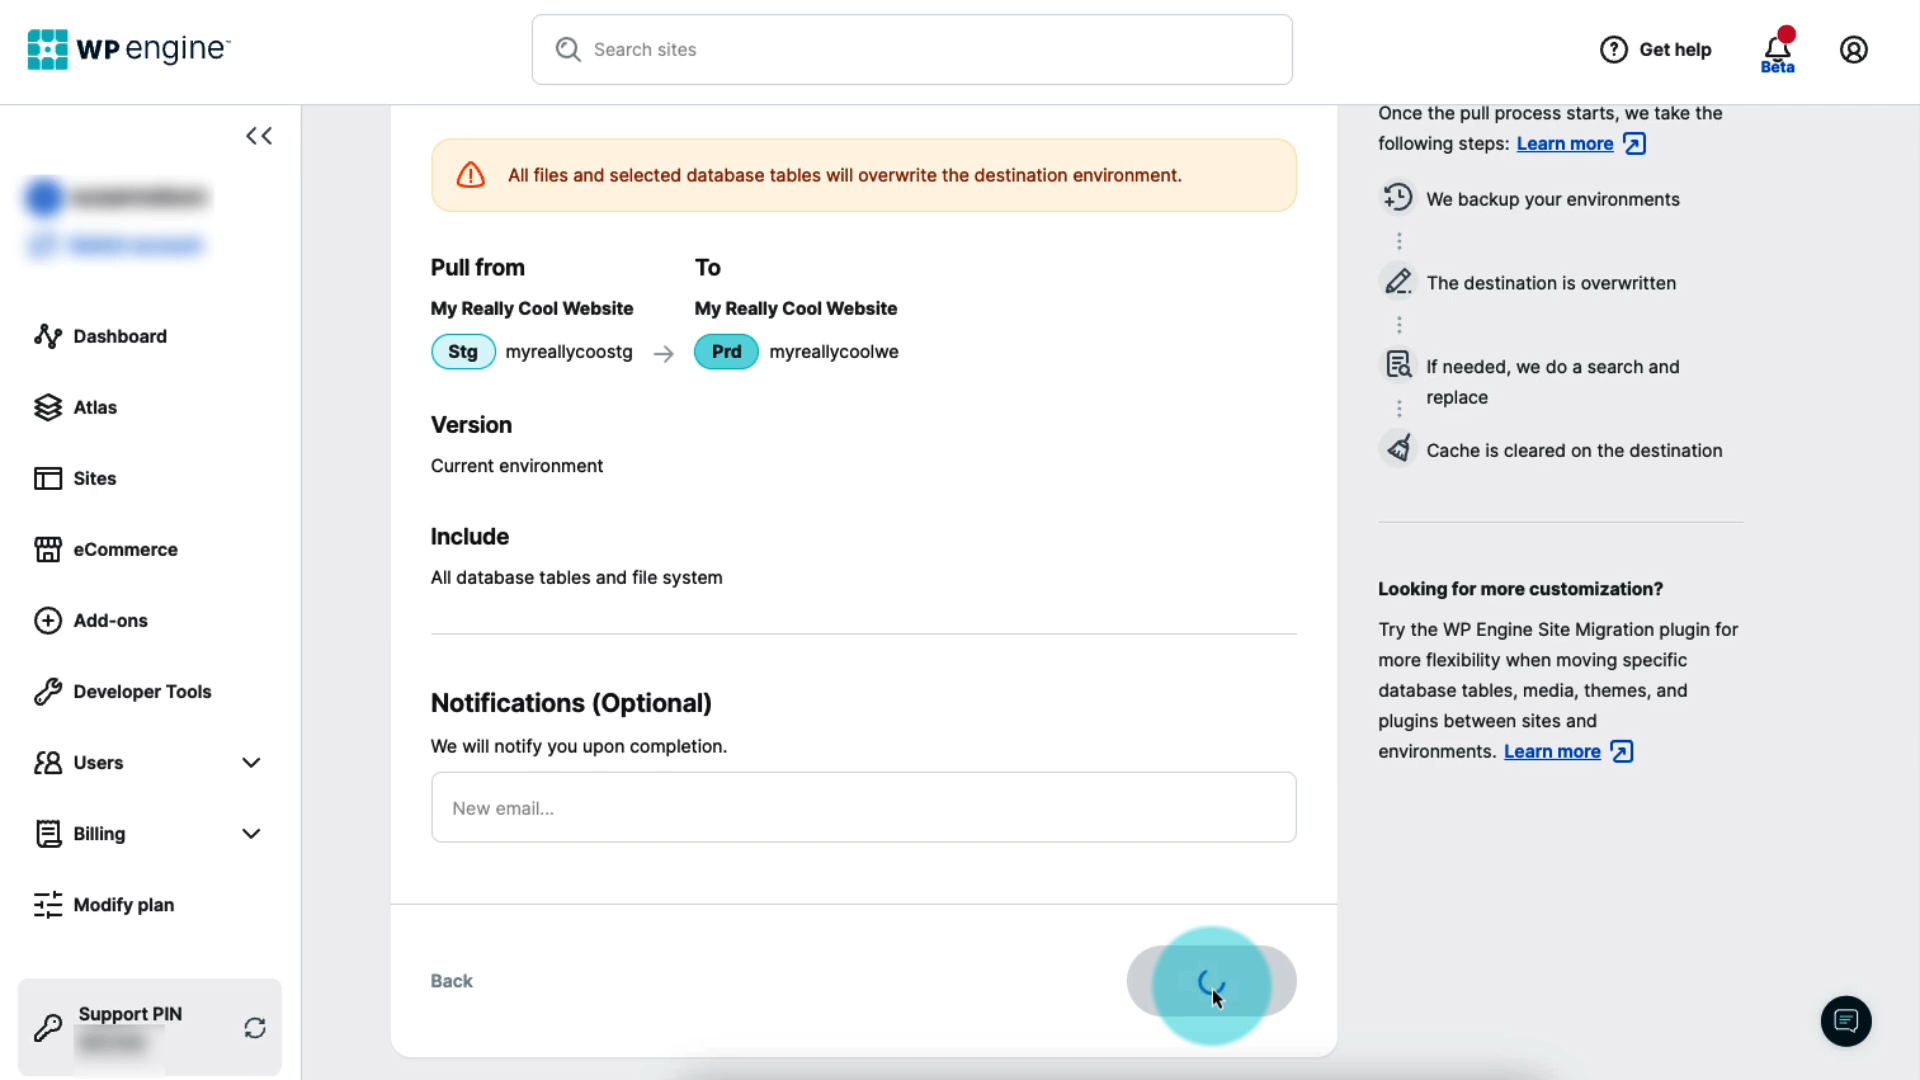 WP engine
Search sites
Get help
Beta
Dashboard
Atlas
Sites
eCommerce
Add-ons
Developer Tools
Users
Billing
Modify plan
Support PIN
All files and selected database tables will overwrite the destination environment.
Pull from
To
My Really Cool Website
My Really Cool Website
Stg myreallycoostg
Prd myreallycoolwe
Version
Current environment
Include
All database tables and file system
Notifications (Optional)
We will notify you upon completion.
New email...
Back
Once the pull process starts, we take the
following steps: Learn more
We backup your environments
The destination is overwritten
If needed, we do a search and
replace
Cache is cleared on the destination
Looking for more customization?
Try the WP Engine Site Migration plugin for
more flexibility when moving specific
database tables, media, themes, and
plugins between sites and
environments. Learn more